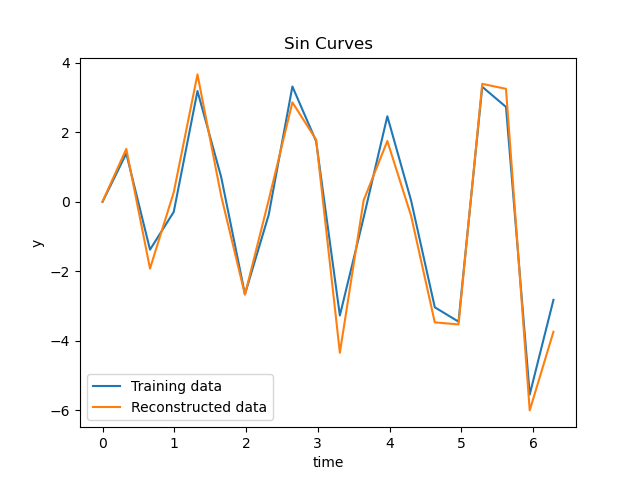 Sin Curves
4
2
0
−2
−4
−6
y
Training data
Reconstructed data
0 1 2 3 4 5 6
time